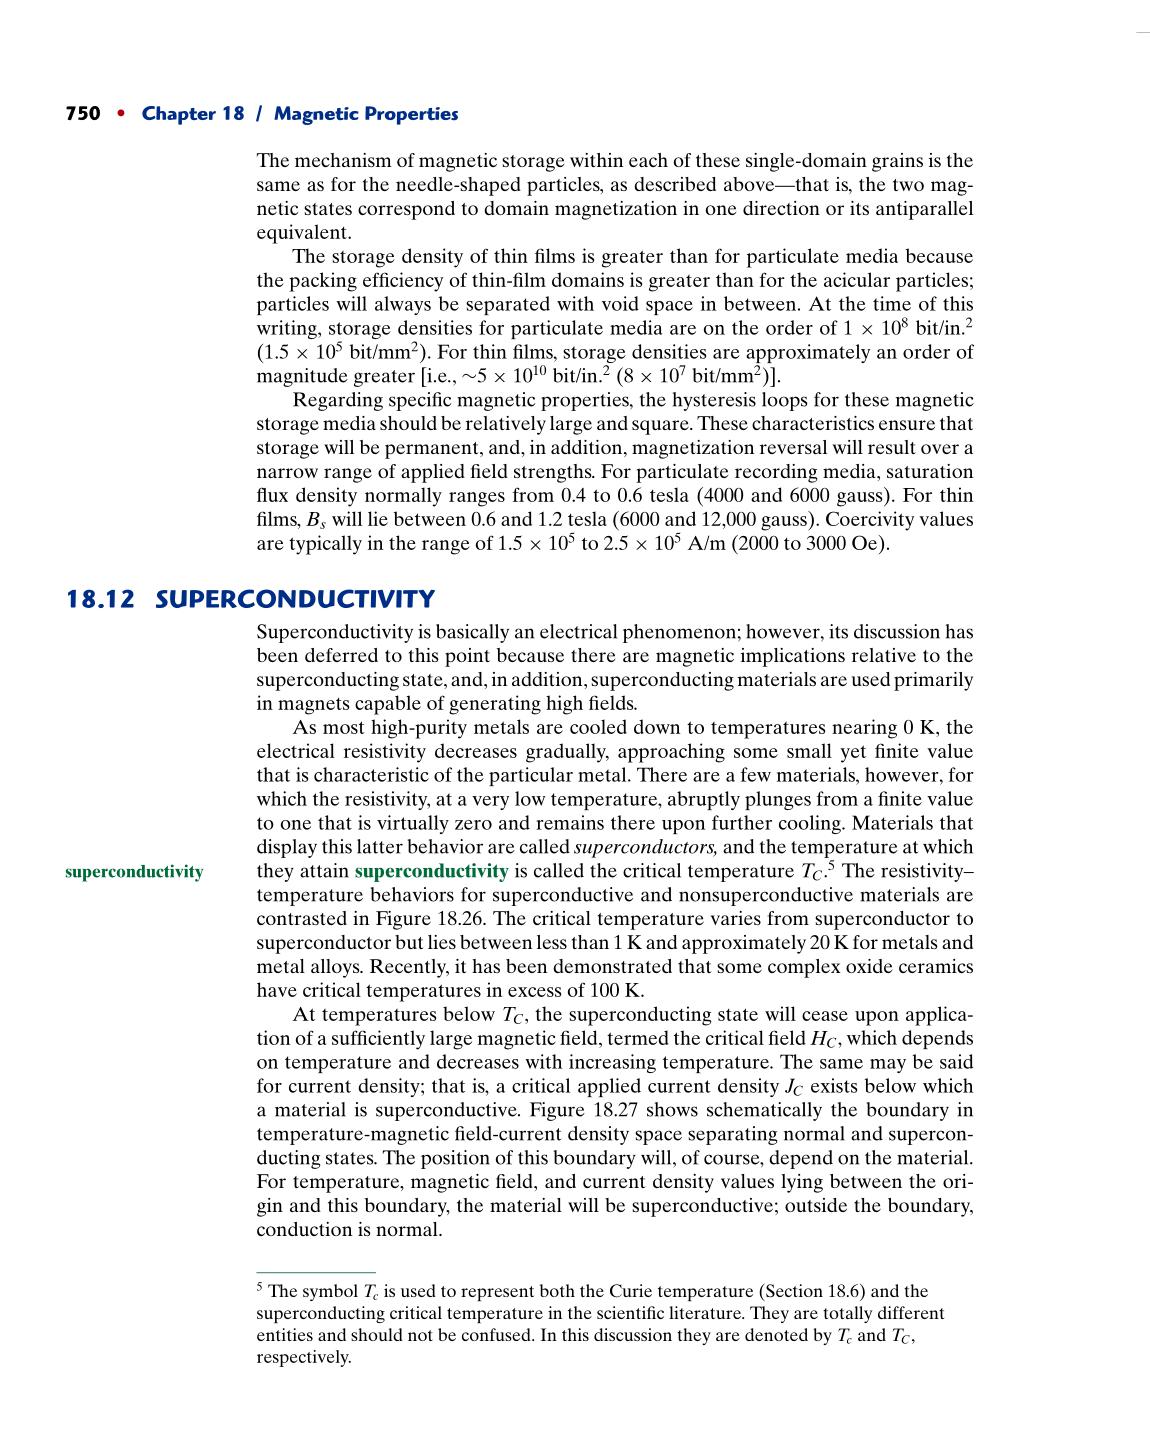 750 • Chapter 18 / Magnetic Properties
The mechanism of magnetic storage within each of these single-domain grains is the
same as for the needle-shaped particles, as described above—that is, the two mag-
netic states correspond to domain magnetization in one direction or its antiparallel
equivalent.
The storage density of thin films is greater than for particulate media because
the packing efficiency of thin-film domains is greater than for the acicular particles;
particles will always be separated with void space in between. At the time of this
writing, storage densities for particulate media are on the order of 1 × 10⁸ bit/in.²
(1.5 × 10⁵ bit/mm²). For thin films, storage densities are approximately an order of
magnitude greater [i.e., ~5 × 10¹⁰ bit/in.² (8 × 10⁷ bit/mm²)].
Regarding specific magnetic properties, the hysteresis loops for these magnetic
storage media should be relatively large and square. These characteristics ensure that
storage will be permanent, and, in addition, magnetization reversal will result over a
narrow range of applied field strengths. For particulate recording media, saturation
flux density normally ranges from 0.4 to 0.6 tesla (4000 and 6000 gauss). For thin
films, Bₛ will lie between 0.6 and 1.2 tesla (6000 and 12,000 gauss). Coercivity values
are typically in the range of 1.5 × 10⁵ to 2.5 × 10⁵ A/m (2000 to 3000 Oe).
18.12 SUPERCONDUCTIVITY
Superconductivity is basically an electrical phenomenon; however, its discussion has
been deferred to this point because there are magnetic implications relative to the
superconducting state, and, in addition, superconducting materials are used primarily
in magnets capable of generating high fields.
As most high-purity metals are cooled down to temperatures nearing 0 K, the
electrical resistivity decreases gradually, approaching some small yet finite value
that is characteristic of the particular metal. There are a few materials, however, for
which the resistivity, at a very low temperature, abruptly plunges from a finite value
to one that is virtually zero and remains there upon further cooling. Materials that
display this latter behavior are called superconductors, and the temperature at which
superconductivity they attain superconductivity is called the critical temperature T_C.⁵ The resistivity–
temperature behaviors for superconductive and nonsuperconductive materials are
contrasted in Figure 18.26. The critical temperature varies from superconductor to
superconductor but lies between less than 1 K and approximately 20 K for metals and
metal alloys. Recently, it has been demonstrated that some complex oxide ceramics
have critical temperatures in excess of 100 K.
At temperatures below T_C, the superconducting state will cease upon applica-
tion of a sufficiently large magnetic field, termed the critical field H_C, which depends
on temperature and decreases with increasing temperature. The same may be said
for current density; that is, a critical applied current density J_C exists below which
a material is superconductive. Figure 18.27 shows schematically the boundary in
temperature-magnetic field-current density space separating normal and supercon-
ducting states. The position of this boundary will, of course, depend on the material.
For temperature, magnetic field, and current density values lying between the ori-
gin and this boundary, the material will be superconductive; outside the boundary,
conduction is normal.
⁵ The symbol T_c is used to represent both the Curie temperature (Section 18.6) and the
superconducting critical temperature in the scientific literature. They are totally different
entities and should not be confused. In this discussion they are denoted by T_c and T_C,
respectively.